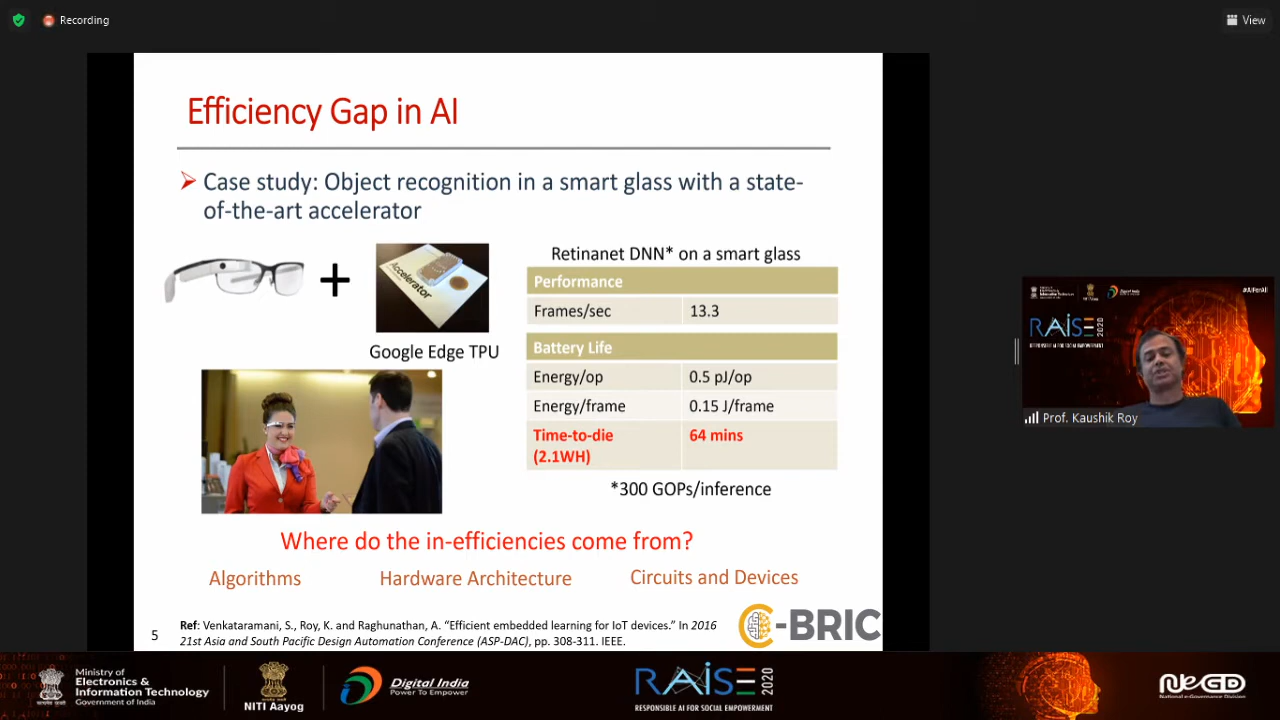 Recording
View
Efficiency Gap in AI
Case study: Object recognition in a smart glass with a state-
of-the-art accelerator
Accelerator
Google Edge TPU
Retinanet DNN* on a smart glass
Performance
Frames/sec 13.3
Battery Life
Energy/op 0.5 pJ/op
Energy/frame 0.15 J/frame
Time-to-die 64 mins
(2.1WH)
*300 GOPs/inference
Where do the in-efficiencies come from?
Algorithms Hardware Architecture Circuits and Devices
Ref: Venkataramani, S., Roy, K. and Raghunathan, A. “Efficient embedded learning for IoT devices.” In 2016
21st Asia and South Pacific Design Automation Conference (ASP-DAC), pp. 308-311. IEEE.
5
C-BRIC
#AIForAll
RAISE 2020
RESPONSIBLE AI FOR SOCIAL EMPOWERMENT
Prof. Kaushik Roy
Ministry of
Electronics &
Information Technology
Government of India
NITI Aayog
Digital India
Power To Empower
RAISE 2020
RESPONSIBLE AI FOR SOCIAL EMPOWERMENT
NeGD
National e-Governance Division